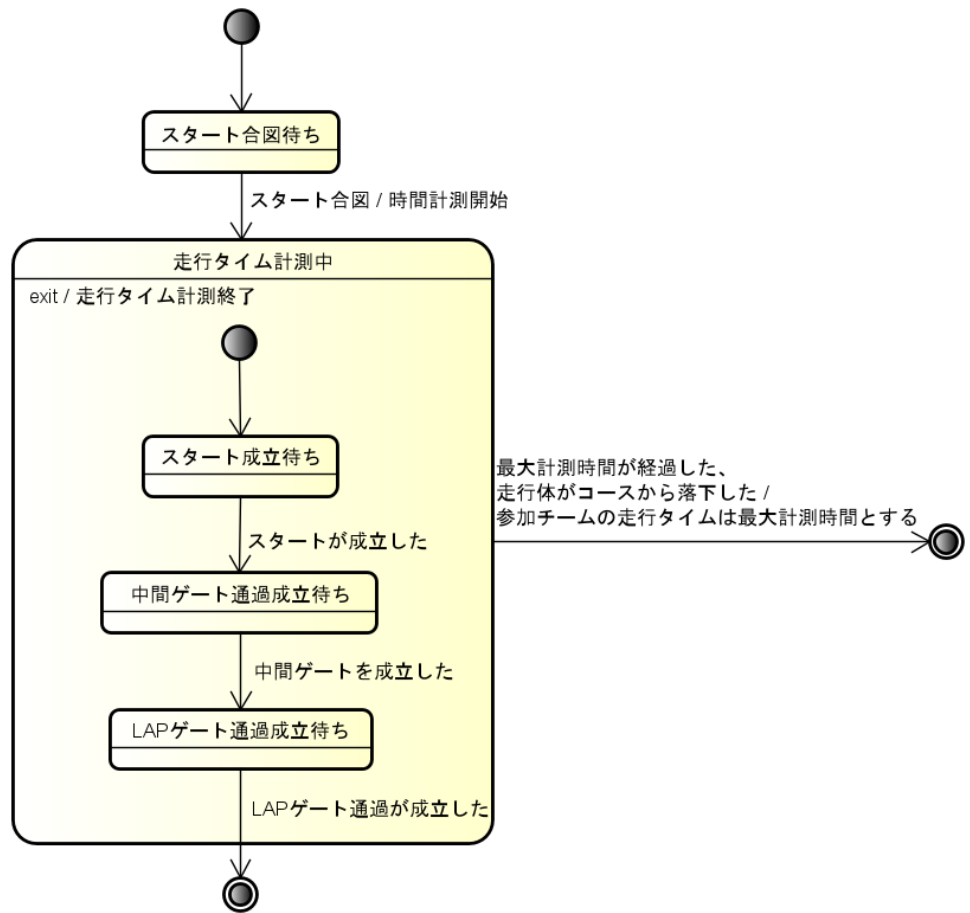 スタート合図待ち
スタート合図 / 時間計測開始
走行タイム計測中
exit / 走行タイム計測終了
スタート成立待ち
スタートが成立した
中間ゲート通過成立待ち
中間ゲートを成立した
LAPゲート通過成立待ち
LAPゲート通過が成立した
最大計測時間が経過した、
走行体がコースから落下した /
参加チームの走行タイムは最大計測時間とする